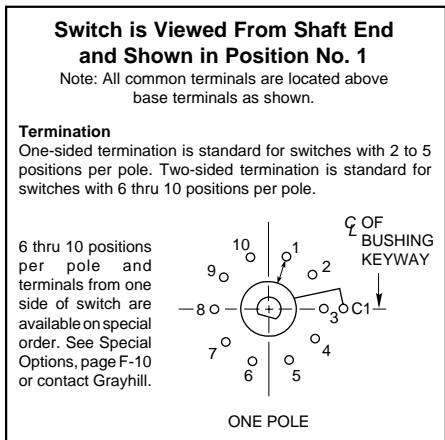 Switch is Viewed From Shaft End
and Shown in Position No. 1
Note: All common terminals are located above
base terminals as shown.
Termination
One-sided termination is standard for switches with 2 to 5
positions per pole. Two-sided termination is standard for
switches with 6 thru 10 positions per pole.
6 thru 10 positions
per pole and
terminals from one
side of switch are
available on special
order. See Special
Options, page F-10
or contact Grayhill.
℄ OF
BUSHING
KEYWAY
10
1
9
2
8
3
C1
7
4
6
5
ONE POLE